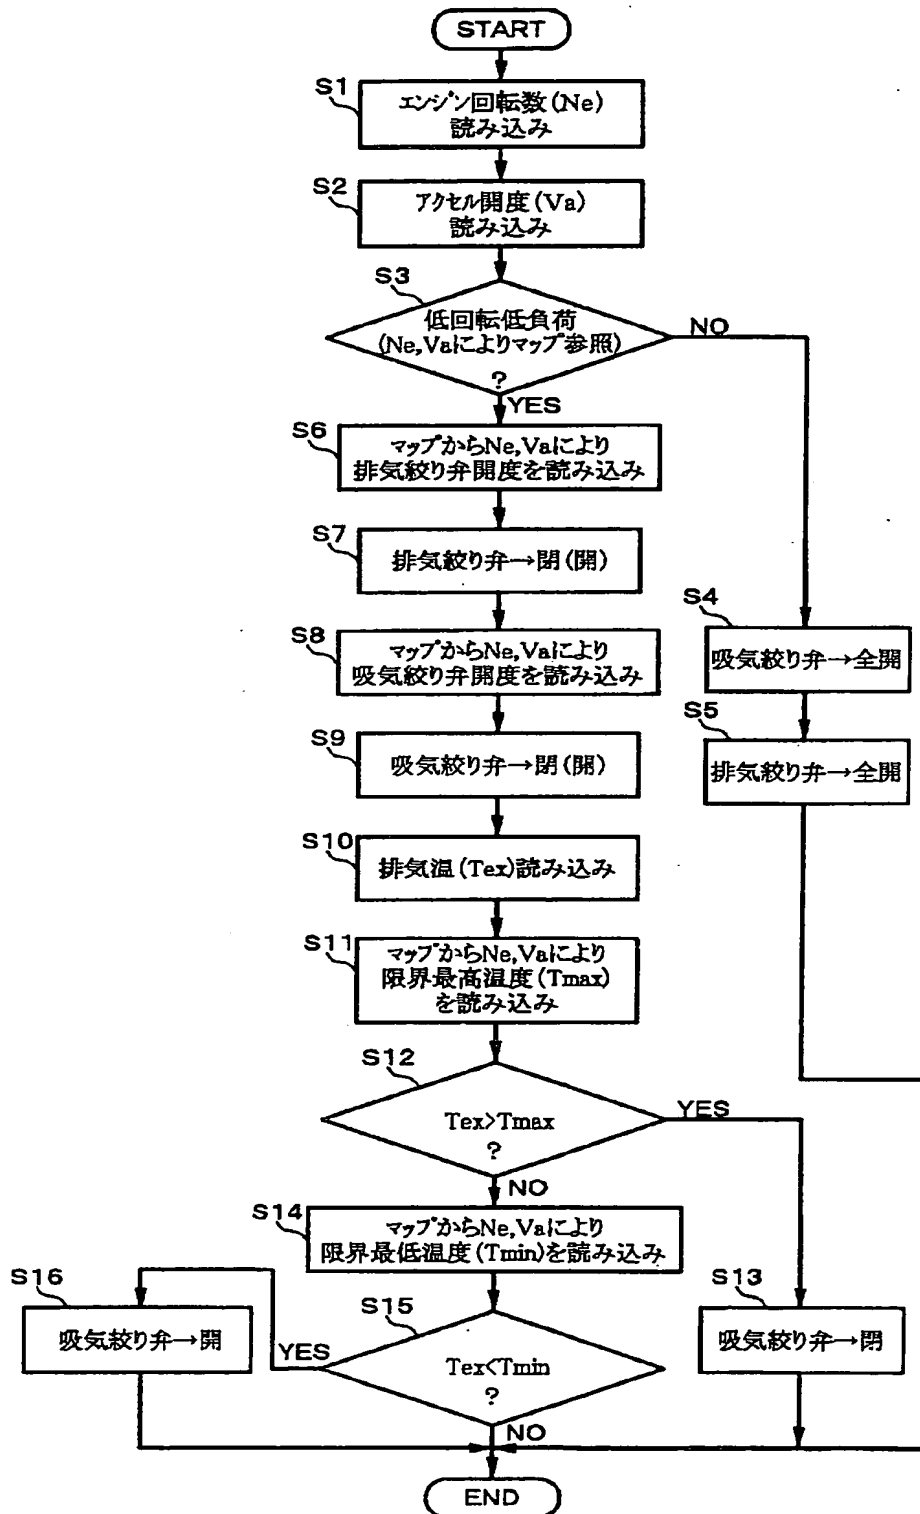 START
S1
エンジン回転数(Ne)
読み込み
S2
アクセル開度(Va)
読み込み
S3
低回転低負荷
(Ne,Vaによりマップ参照)
?
NO
YES
S6
マップからNe,Vaにより
排気絞り弁開度を読み込み
S7
排気絞り弁→閉(開)
S8
マップからNe,Vaにより
吸気絞り弁開度を読み込み
S4
吸気絞り弁→全開
S9
吸気絞り弁→閉(開)
S5
排気絞り弁→全開
S10
排気温(Tex)読み込み
S11
マップからNe,Vaにより
限界最高温度(Tmax)
を読み込み
S12
Tex>Tmax
?
YES
NO
S14
マップからNe,Vaにより
限界最低温度(Tmin)を読み込み
S16
吸気絞り弁→開
S15
YES
Tex<Tmin
?
S13
吸気絞り弁→閉
NO
END